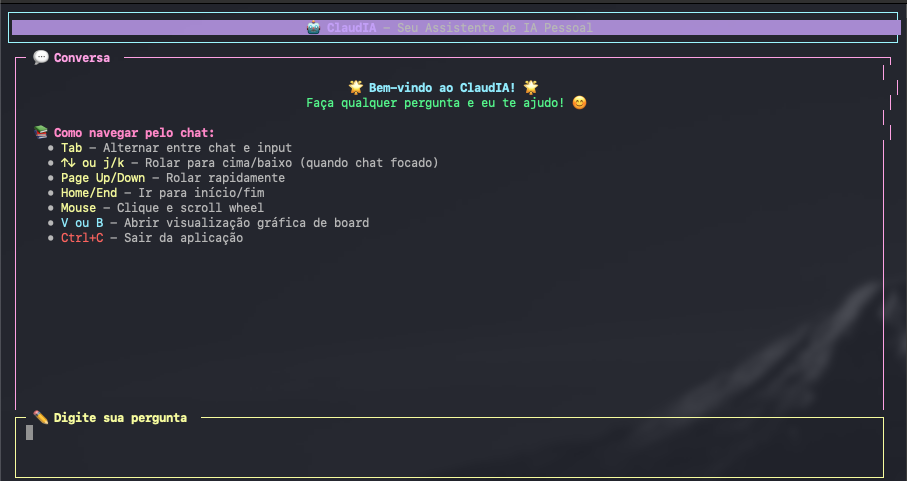 🤖 ClaudIA - Seu Assistente de IA Pessoal
💬 Conversa
🌟 Bem-vindo ao ClaudIA! 🌟
Faça qualquer pergunta e eu te ajudo! 😊
📚 Como navegar pelo chat:
• Tab - Alternar entre chat e input
• ↑↓ ou j/k - Rolar para cima/baixo (quando chat focado)
• Page Up/Down - Rolar rapidamente
• Home/End - Ir para início/fim
• Mouse - Clique e scroll wheel
• V ou B - Abrir visualização gráfica de board
• Ctrl+C - Sair da aplicação
✏️ Digite sua pergunta